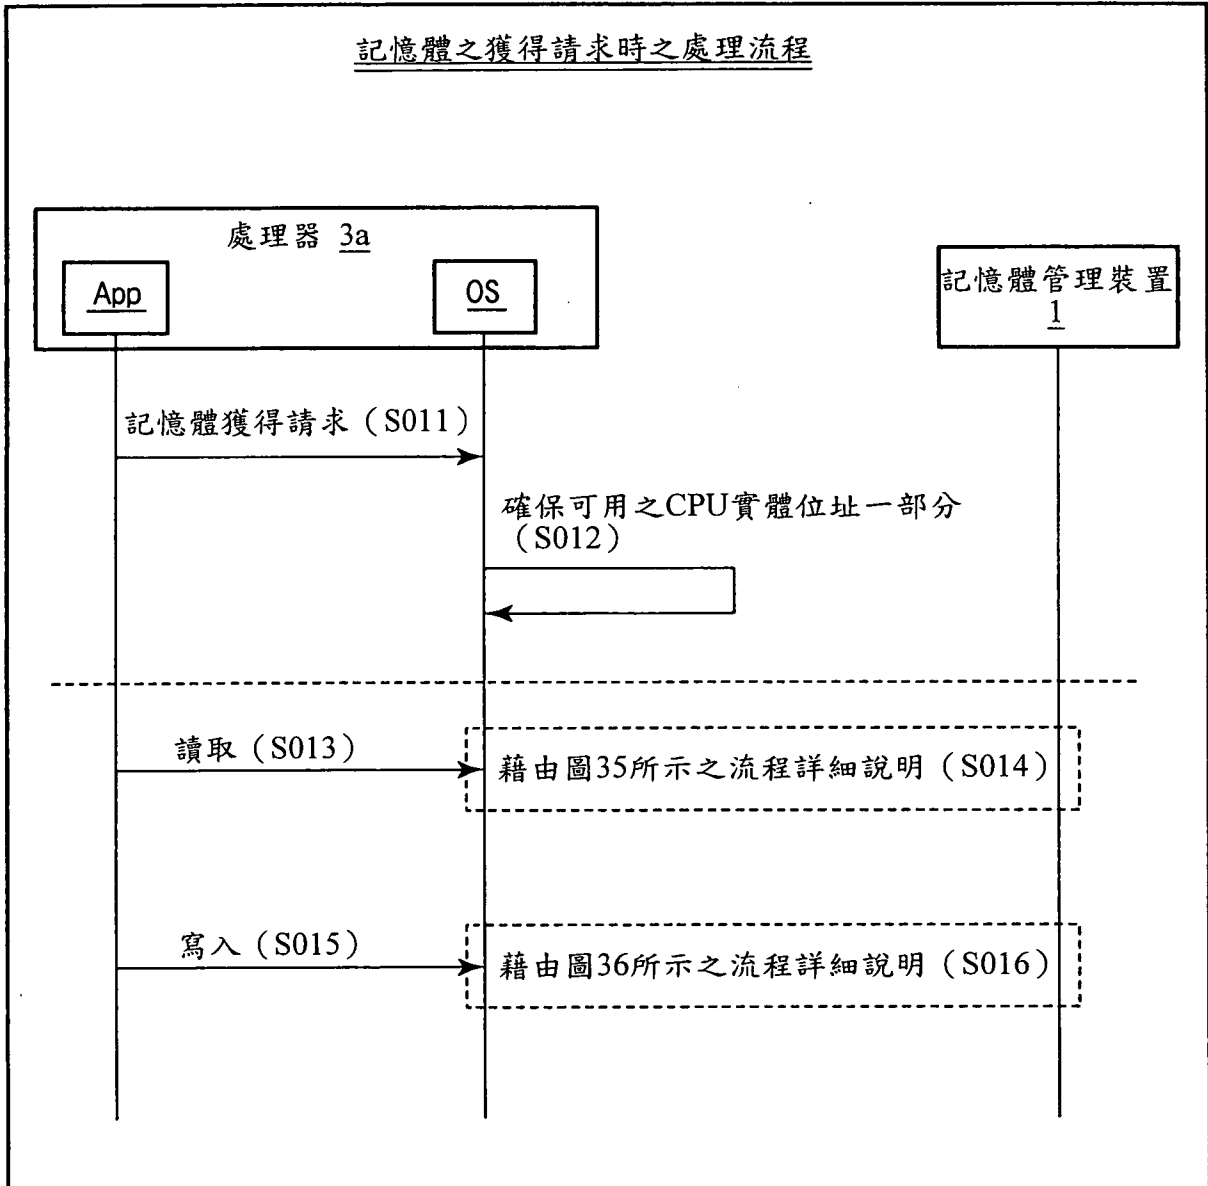 記憶體之獲得請求時之處理流程
處理器 3a
App
OS
記憶體管理裝置
1
記憶體獲得請求（S011）
確保可用之CPU實體位址一部分
（S012）
讀取（S013）
藉由圖35所示之流程詳細說明（S014）
寫入（S015）
藉由圖36所示之流程詳細說明（S016）